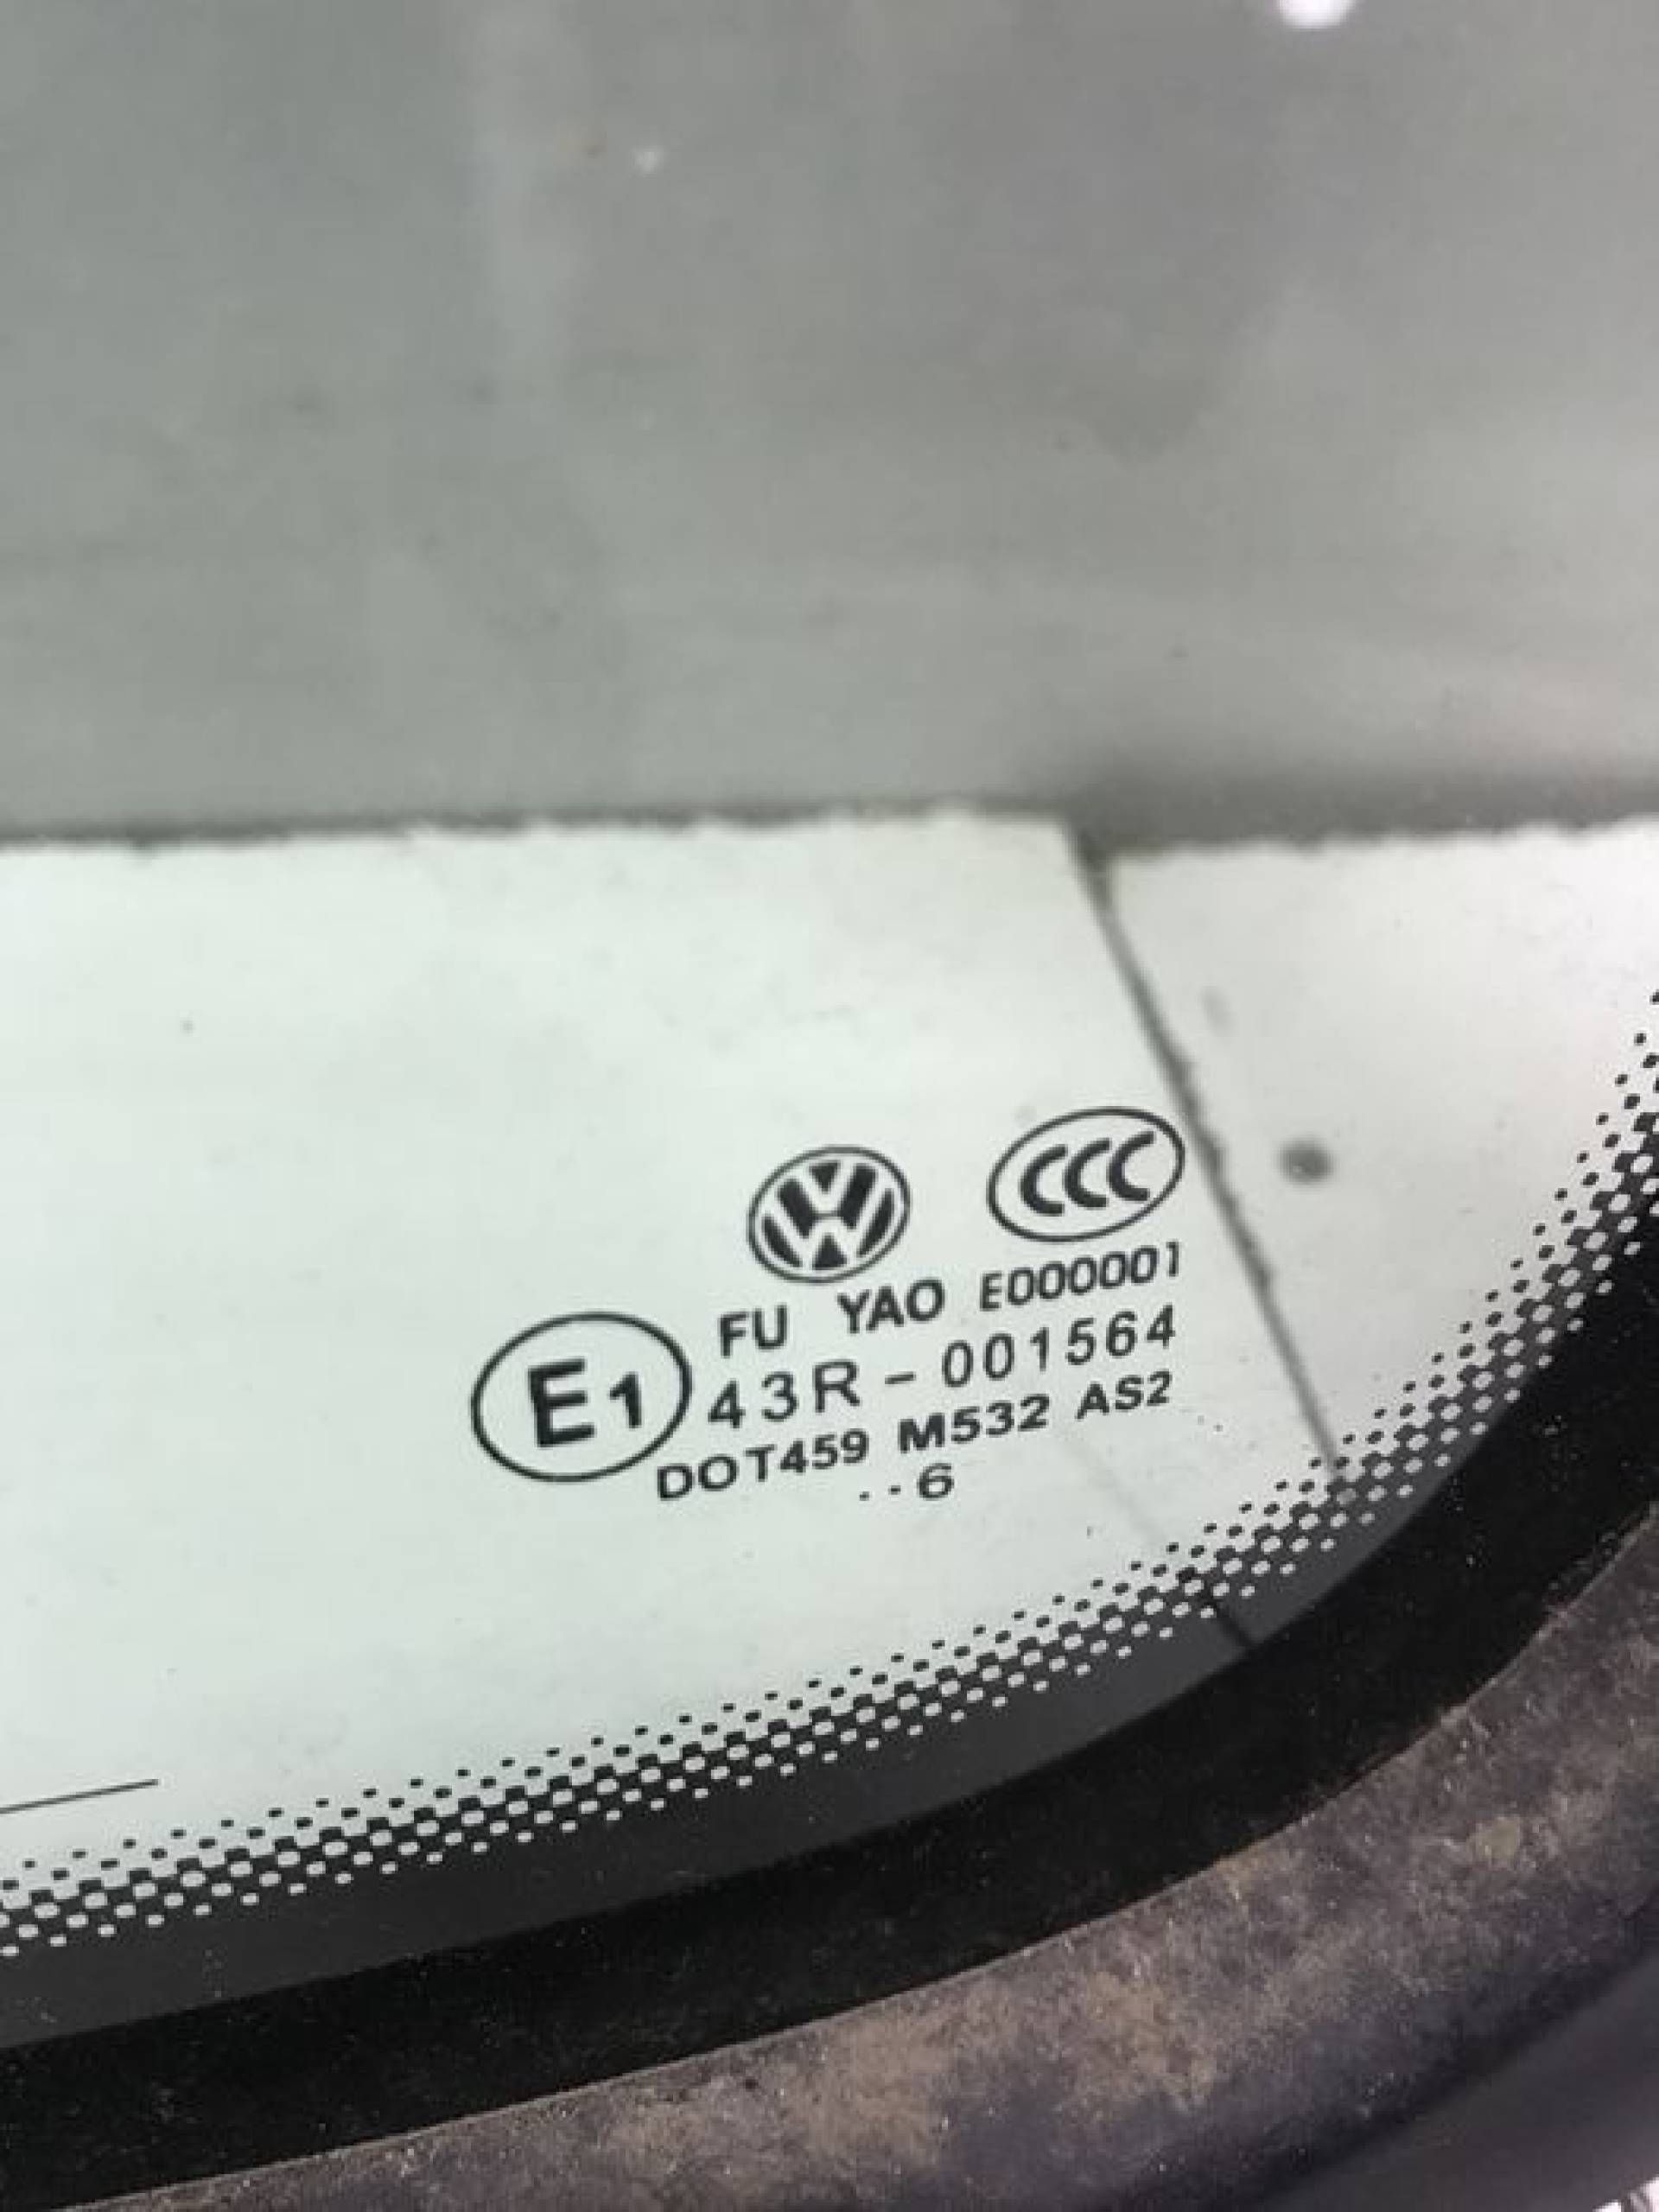 CCC
FU YAO E000001
E1 43R-001564
DOT459 M532 AS2
..6